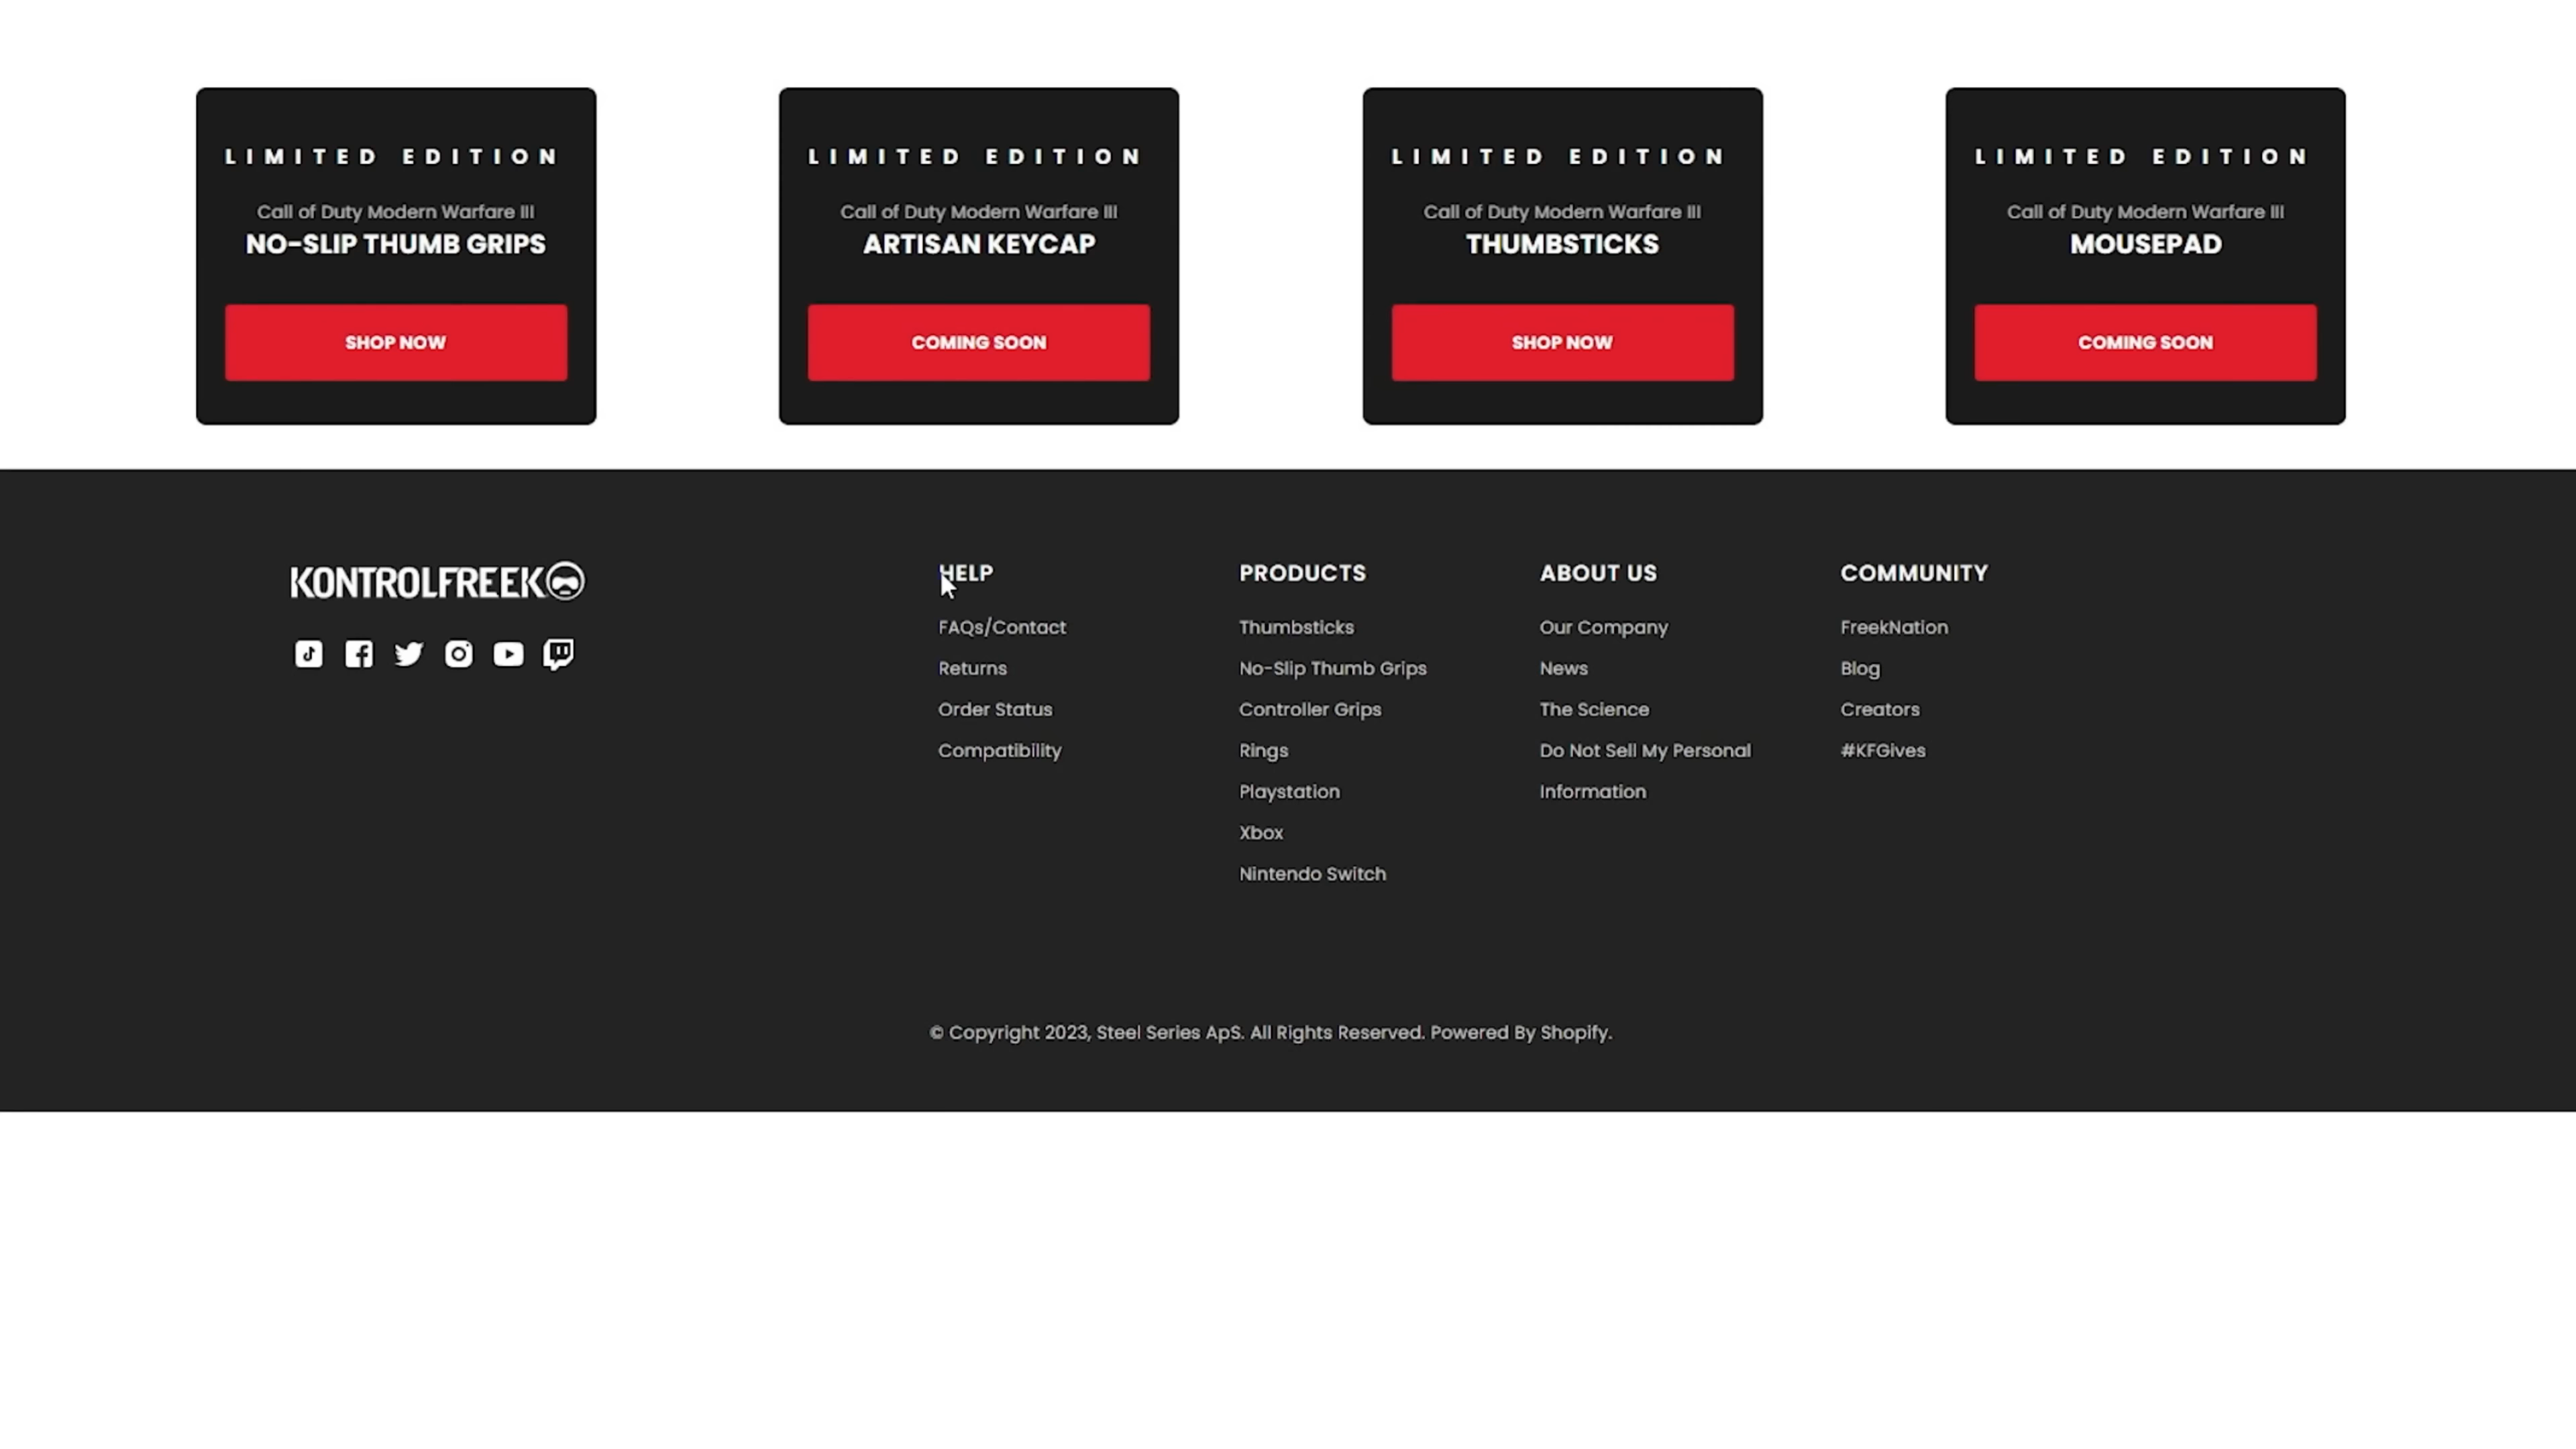 LIMITED EDITION
Call of Duty Modern Warfare III
NO-SLIP THUMB GRIPS
SHOP NOW
LIMITED EDITION
Call of Duty Modern Warfare III
ARTISAN KEYCAP
COMING SOON
LIMITED EDITION
Call of Duty Modern Warfare III
THUMBSTICKS
SHOP NOW
LIMITED EDITION
Call of Duty Modern Warfare III
MOUSEPAD
COMING SOON
KONTROLFREEK
HELP
FAQs/Contact
Returns
Order Status
Compatibility
PRODUCTS
Thumbsticks
No-Slip Thumb Grips
Controller Grips
Rings
Playstation
Xbox
Nintendo Switch
ABOUT US
Our Company
News
The Science
Do Not Sell My Personal
Information
COMMUNITY
FreekNation
Blog
Creators
#KFGives
© Copyright 2023, Steel Series ApS. All Rights Reserved. Powered By Shopify.